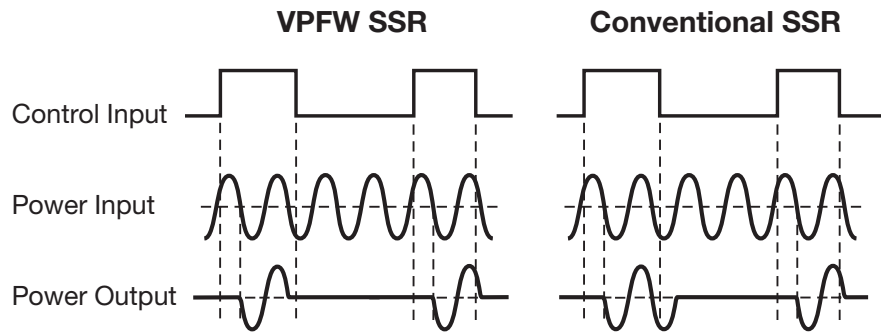 VPFW SSR
Conventional SSR
Control Input
Power Input
Power Output